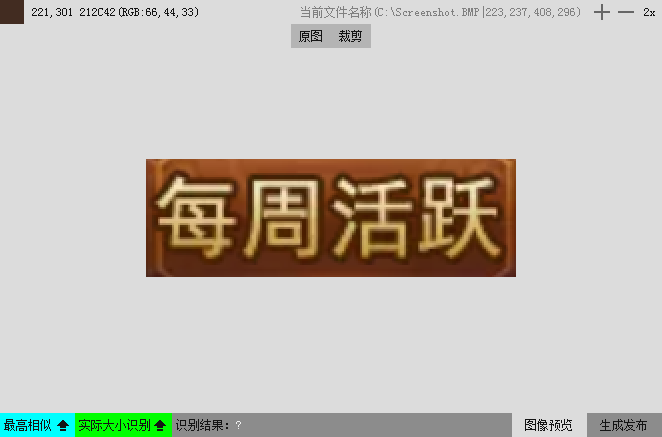 221,301 212C42(RGB:66,44,33) 当前文件名称(C:\Screenshot.BMP|223,237,408,296) 2x
原图 裁剪
每周活跃
最高相似 实际大小识别 识别结果：? 图像预览 生成发布